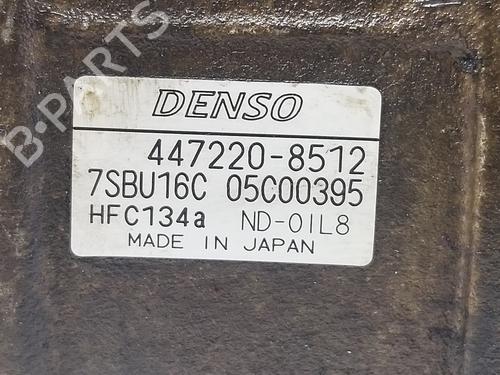 B-PARTS
DENSO
447220-8512
7SBU16C 05C00395
HFC134a ND-OIL8
MADE IN JAPAN